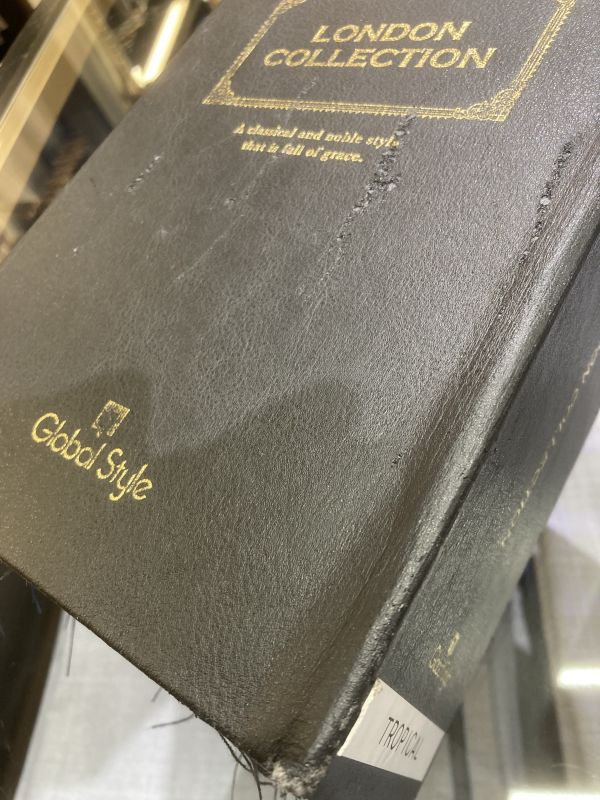 LONDON
COLLECTION
A classical and noble style
that is full of grace.
Global Style
TROPICAL